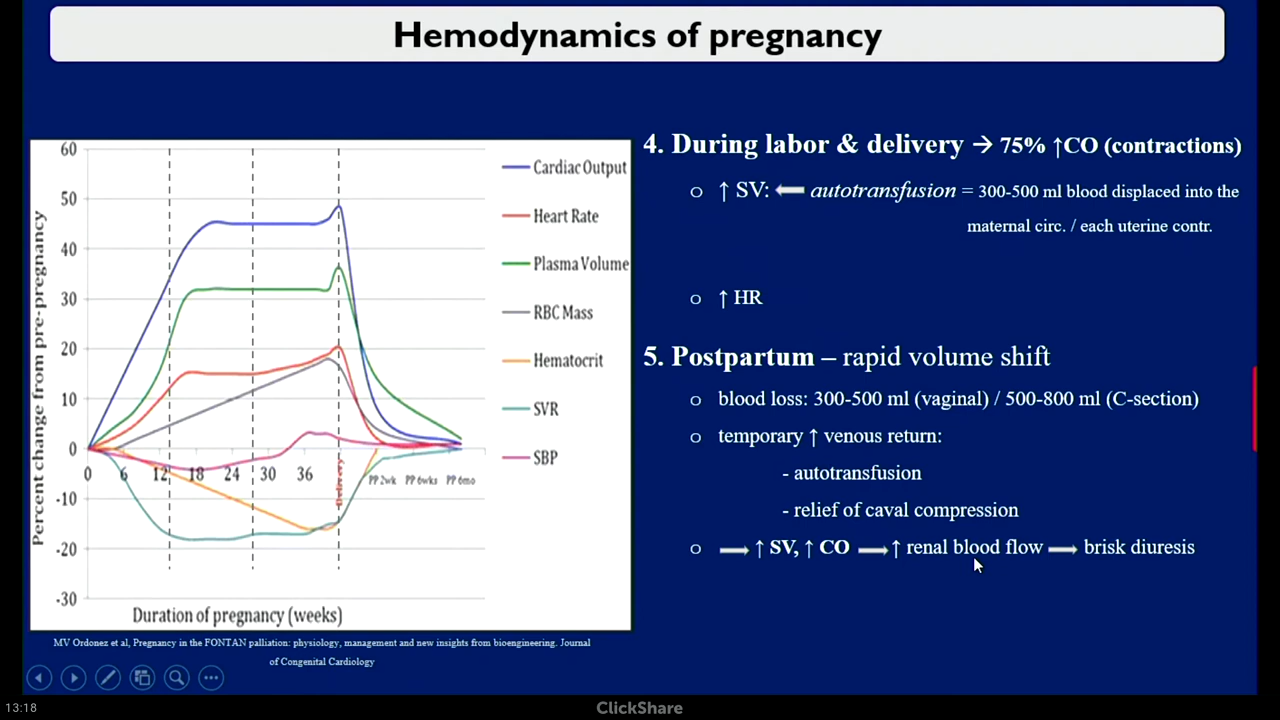 Hemodynamics of pregnancy
60
50
40
30
20
10
0
-10
-20
-30
Percent change from pre-pregnancy
Cardiac Output
Heart Rate
Plasma Volume
RBC Mass
Hematocrit
SVR
SBP
0 6 12 18 24 30 36 Delivery PP 2wk PP 6wks PP 6mo
Duration of pregnancy (weeks)
MV Ordonez et al, Pregnancy in the FONTAN palliation: physiology, management and new insights from bioengineering. Journal
of Congenital Cardiology
4. During labor & delivery → 75% ↑CO (contractions)
o ↑ SV: ← autotransfusion = 300-500 ml blood displaced into the
maternal circ. / each uterine contr.
o ↑ HR
5. Postpartum – rapid volume shift
o blood loss: 300-500 ml (vaginal) / 500-800 ml (C-section)
o temporary ↑ venous return:
- autotransfusion
- relief of caval compression
o → ↑ SV, ↑ CO → ↑ renal blood flow → brisk diuresis
13:18
ClickShare